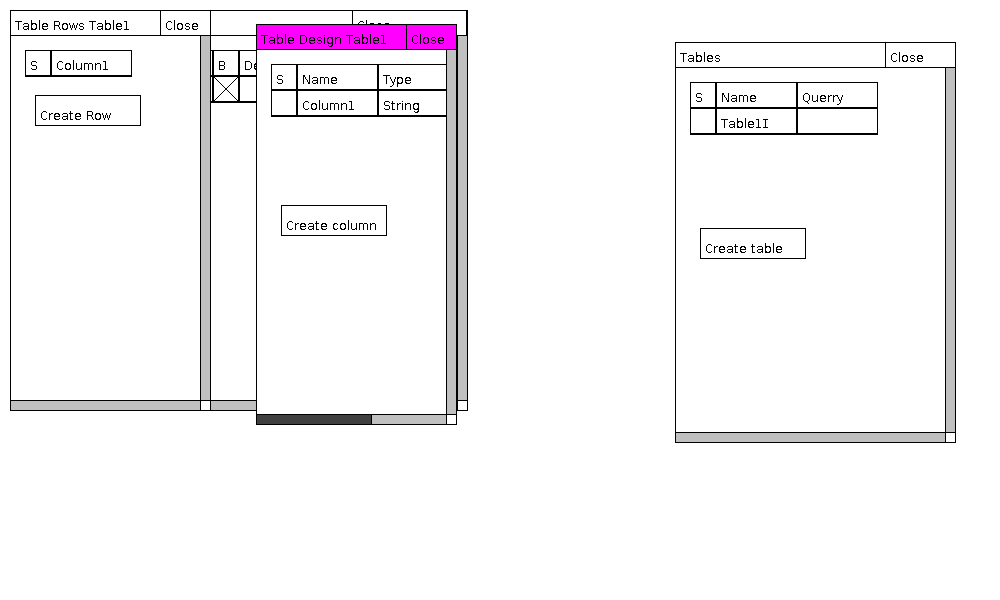 Table Rows Table1 Close
S Column1
Create Row
Close
B De
Table Design Table1 Close
S Name Type
Column1 String
Create column
Tables Close
S Name Querry
Table1I
Create table